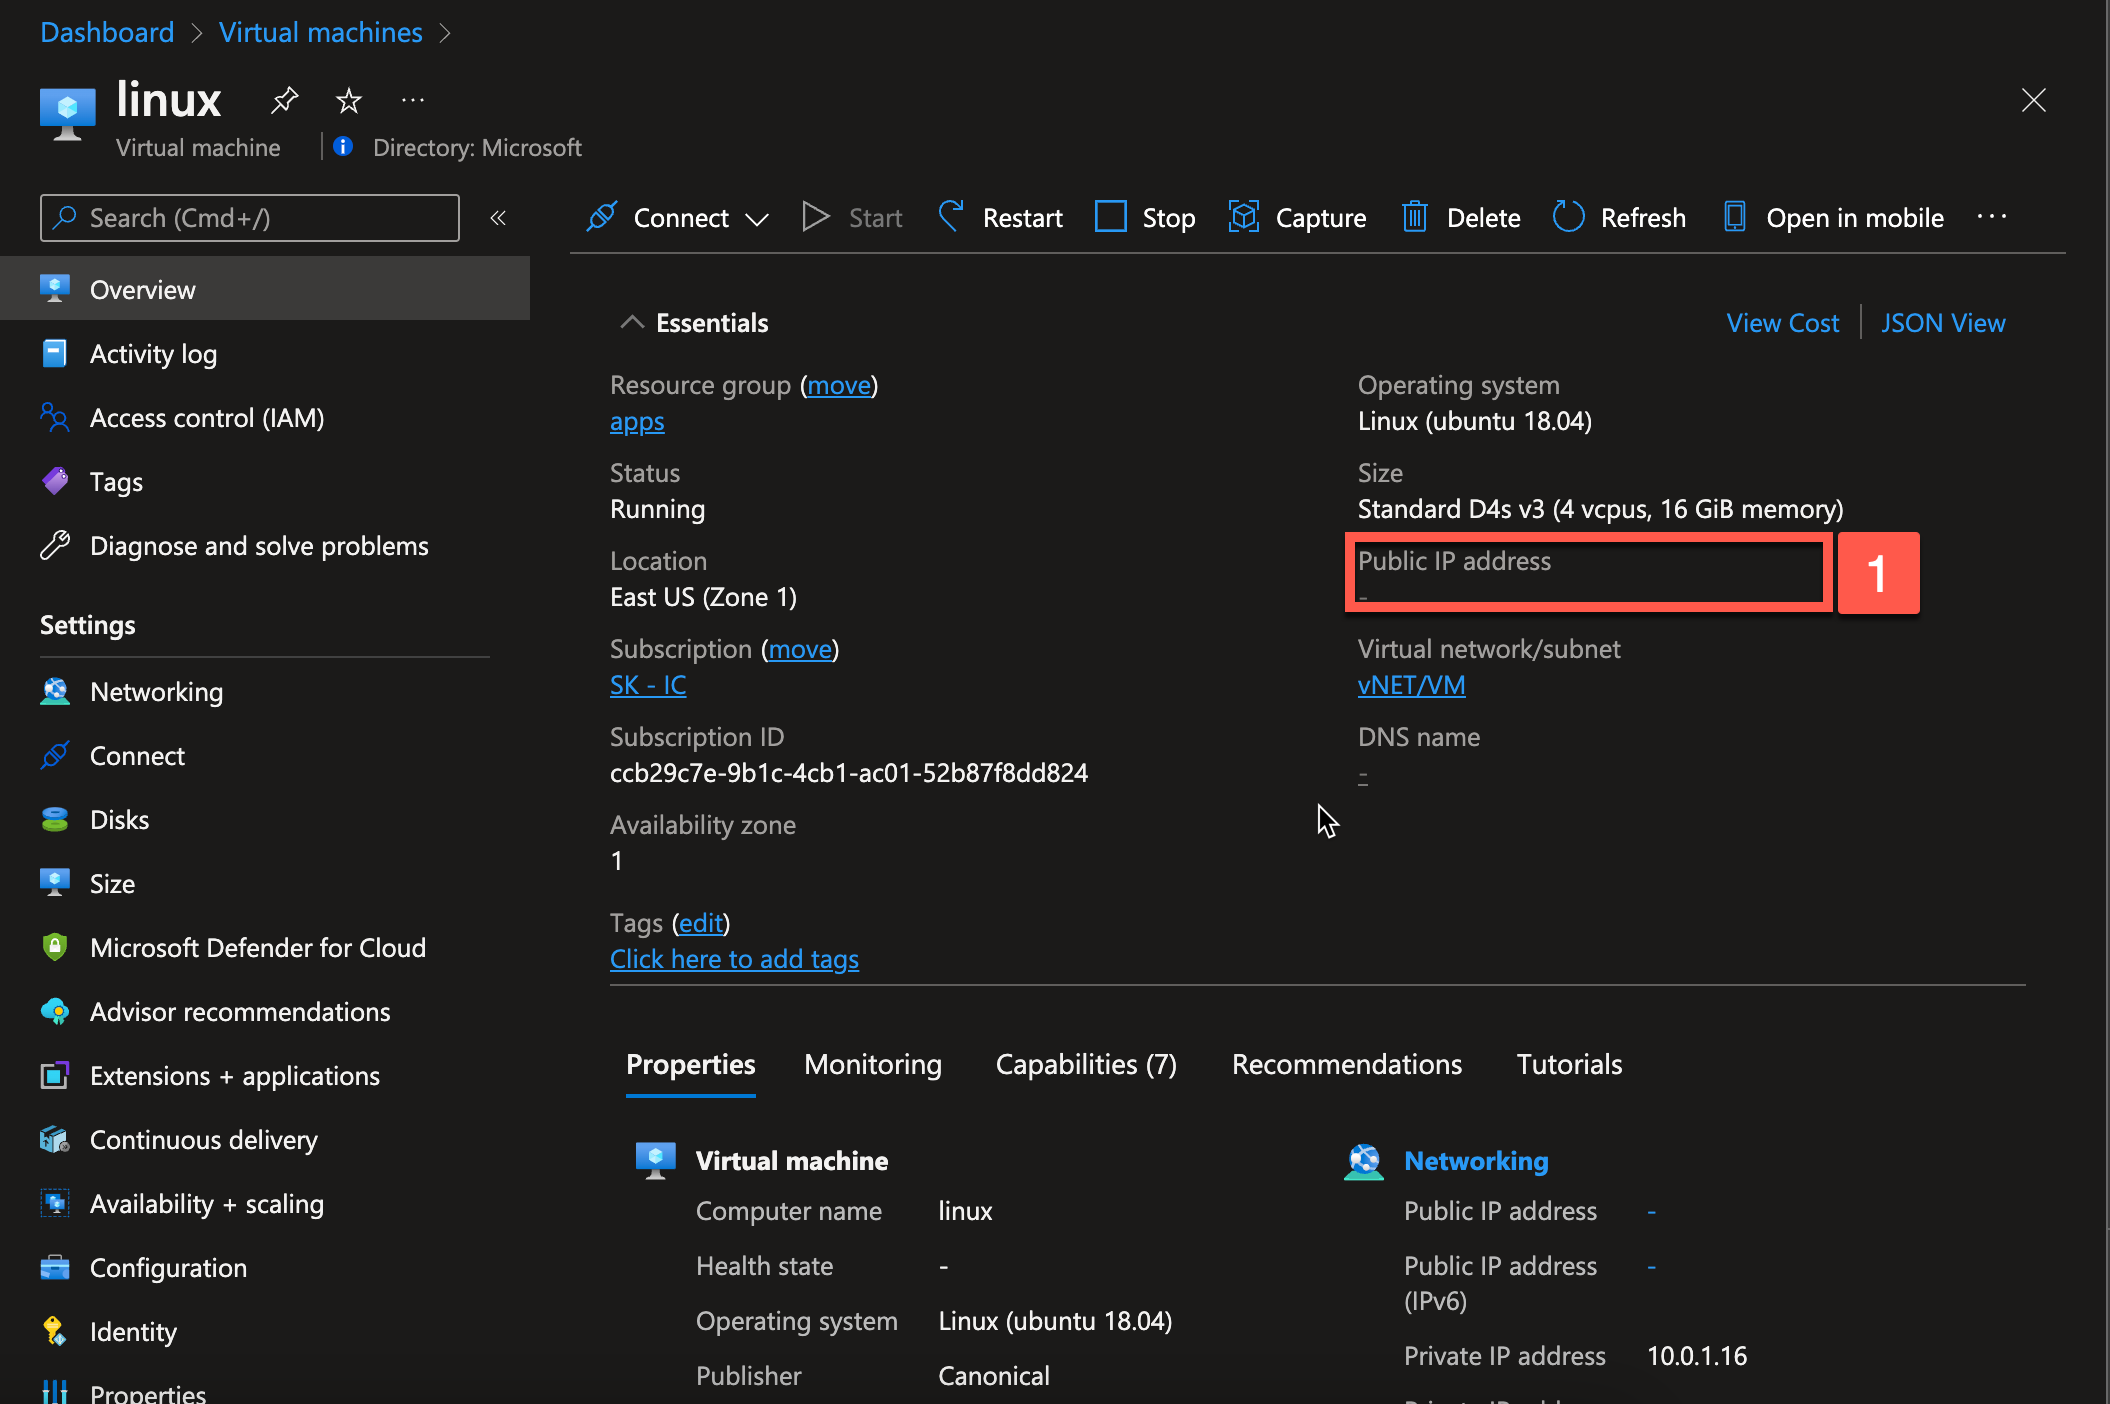 Dashboard > Virtual machines >
linux
Virtual machine | Directory: Microsoft
Search (Cmd+/)
«
Connect
Start
Restart
Stop
Capture
Delete
Refresh
Open in mobile
...
Overview
Activity log
Access control (IAM)
Tags
Diagnose and solve problems
Settings
Networking
Connect
Disks
Size
Microsoft Defender for Cloud
Advisor recommendations
Extensions + applications
Continuous delivery
Availability + scaling
Configuration
Identity
Properties
Essentials
View Cost | JSON View
Resource group (move)
apps
Status
Running
Location
East US (Zone 1)
Subscription (move)
SK - IC
Subscription ID
ccb29c7e-9b1c-4cb1-ac01-52b87f8dd824
Availability zone
1
Operating system
Linux (ubuntu 18.04)
Size
Standard D4s v3 (4 vcpus, 16 GiB memory)
Public IP address
-
1
Virtual network/subnet
vNET/VM
DNS name
-
Tags (edit)
Click here to add tags
Properties
Monitoring
Capabilities (7)
Recommendations
Tutorials
Virtual machine
Computer name linux
Health state -
Operating system Linux (ubuntu 18.04)
Publisher Canonical
Networking
Public IP address -
Public IP address -
(IPv6)
Private IP address 10.0.1.16